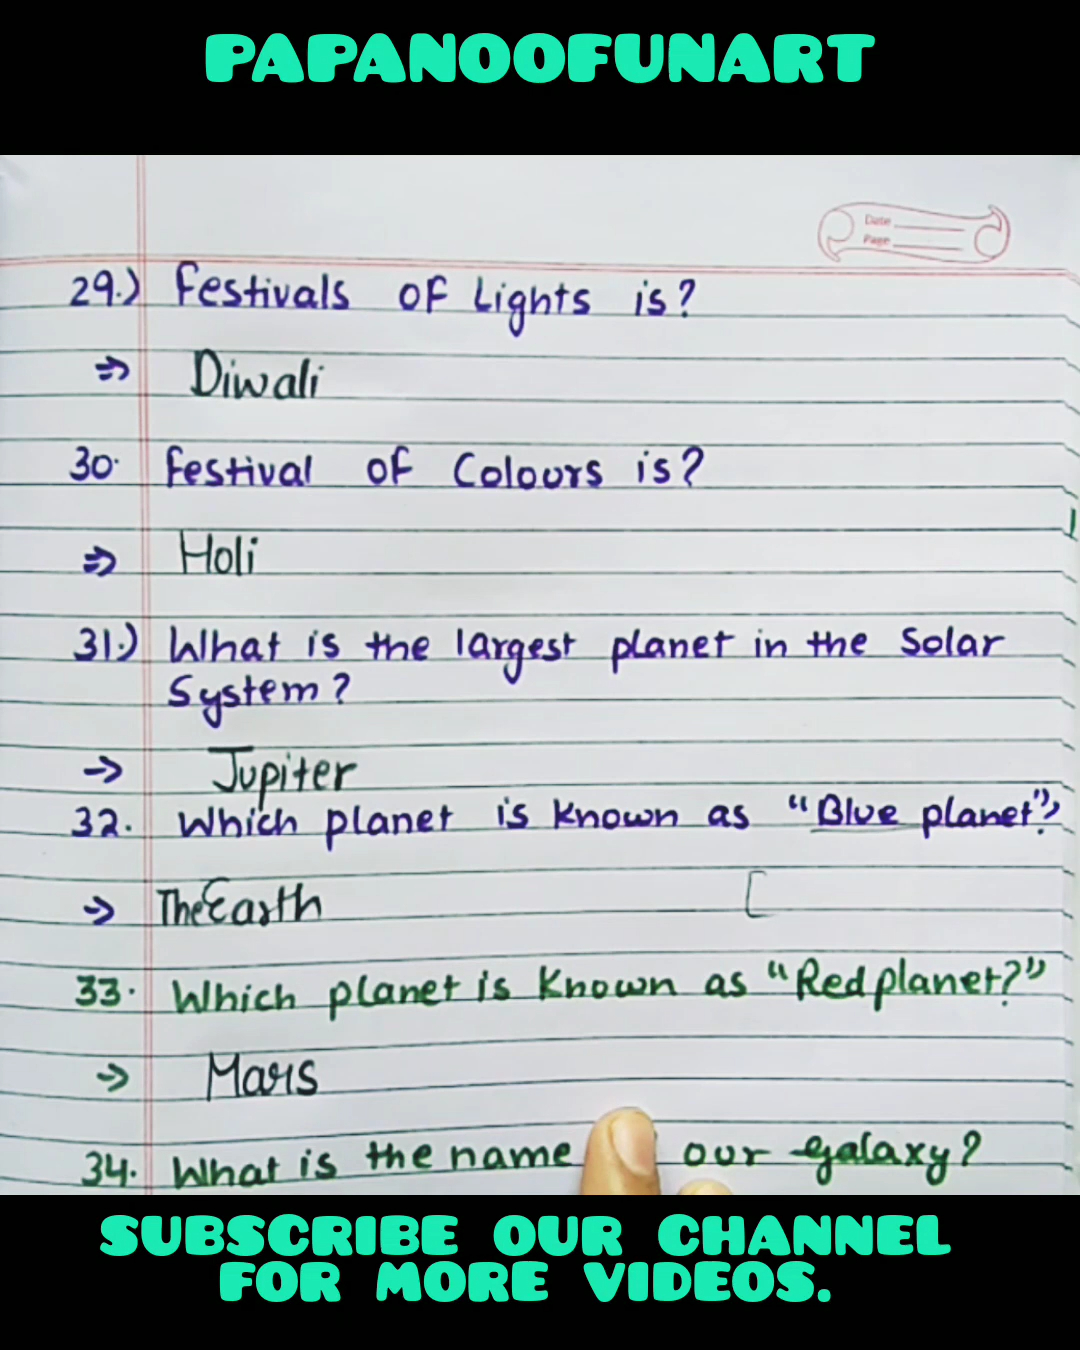 PAPANOOFUNART
Date
Page
29.) Festivals of Lights is?
⇒ Diwali
30. Festival of Colours is?
⇒ Holi
31.) What is the largest planet in the Solar
System?
→ Jupiter
32. Which planet is known as "Blue planet"?
→ The Earth
33. Which planet is known as "Red planet?"
→ Mars
34. What is the name our galaxy?
SUBSCRIBE OUR CHANNEL
FOR MORE VIDEOS.